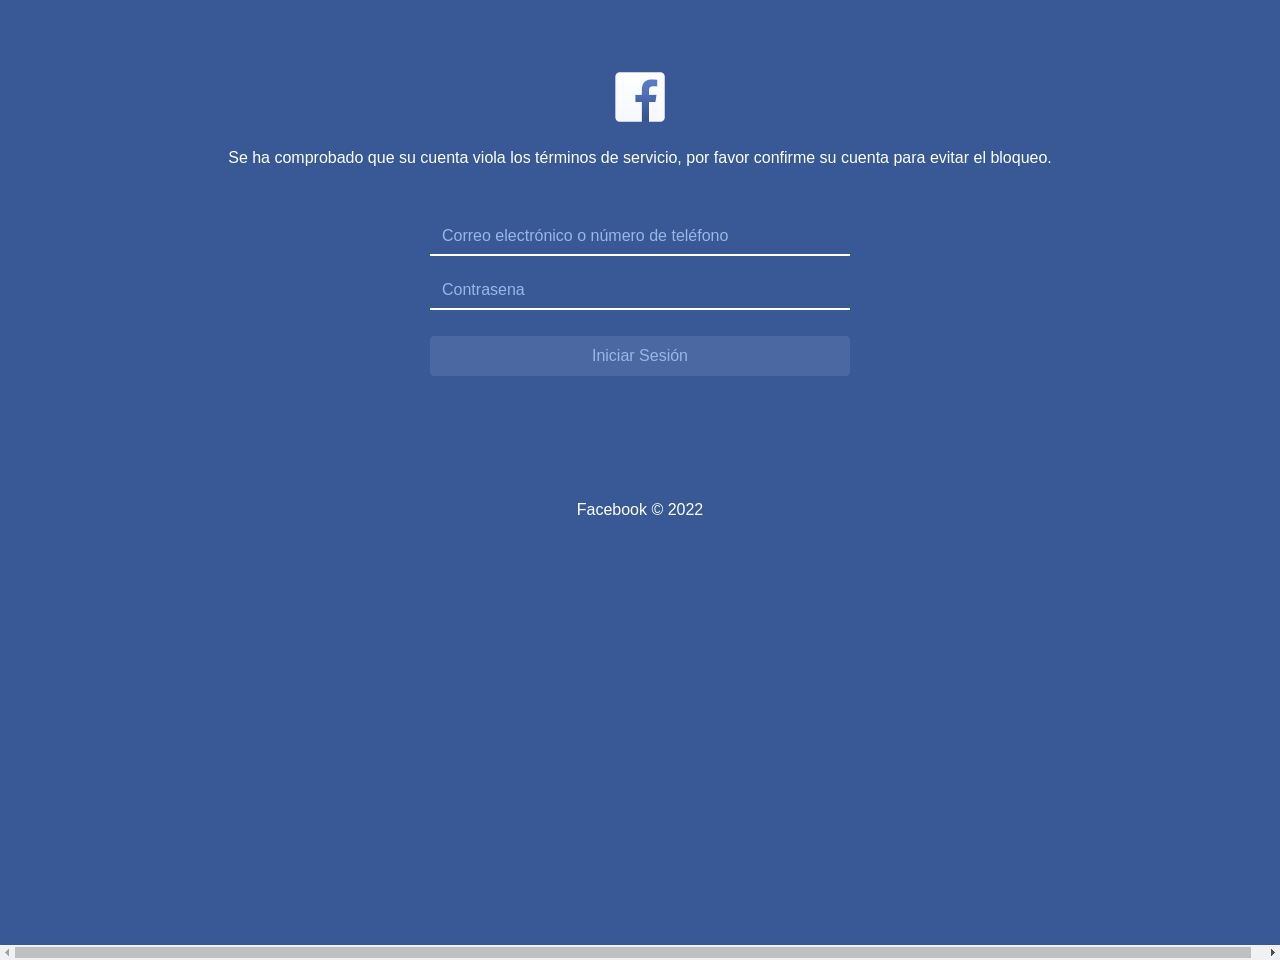 Se ha comprobado que su cuenta viola los términos de servicio, por favor confirme su cuenta para evitar el bloqueo.
Correo electrónico o número de teléfono
Contrasena
Iniciar Sesión
Facebook © 2022